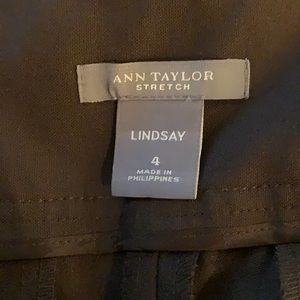 ANN TAYLOR
STRETCH
LINDSAY
4
MADE IN
PHILIPPINES